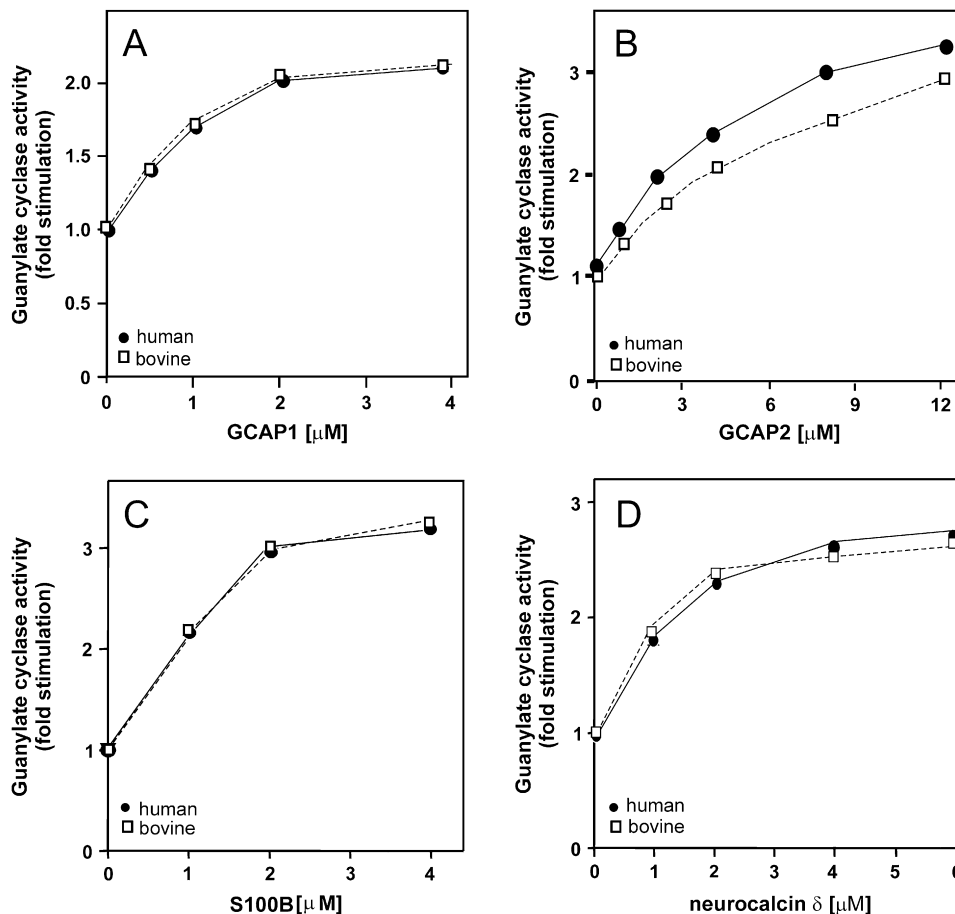 A
Guanylate cyclase activity
(fold stimulation)
2.0
1.5
1.0
0.5
0
human
bovine
0 1 2 3 4
GCAP1 [μM]
B
Guanylate cyclase activity
(fold stimulation)
3
2
1
0
human
bovine
0 3 6 9 12
GCAP2 [μM]
C
Guanylate cyclase activity
(fold stimulation)
3
2
1
0
human
bovine
0 1 2 3 4
S100B[μM]
D
Guanylate cyclase activity
(fold stimulation)
3
2
1
0
human
bovine
0 1 2 3 4 5 6
neurocalcin δ [μM]